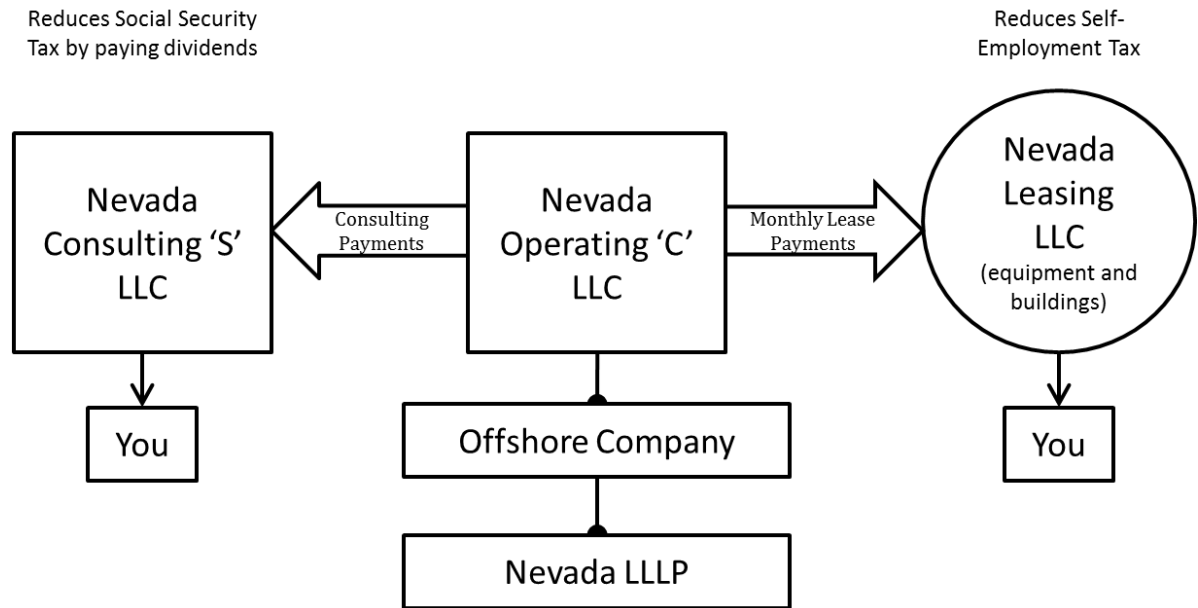 Reduces Social Security
Tax by paying dividends
Reduces Self-
Employment Tax
Nevada
Consulting ‘S’
LLC
Consulting
Payments
Nevada
Operating ‘C’
LLC
Monthly Lease
Payments
Nevada
Leasing
LLC
(equipment and
buildings)
You
Offshore Company
You
Nevada LLLP